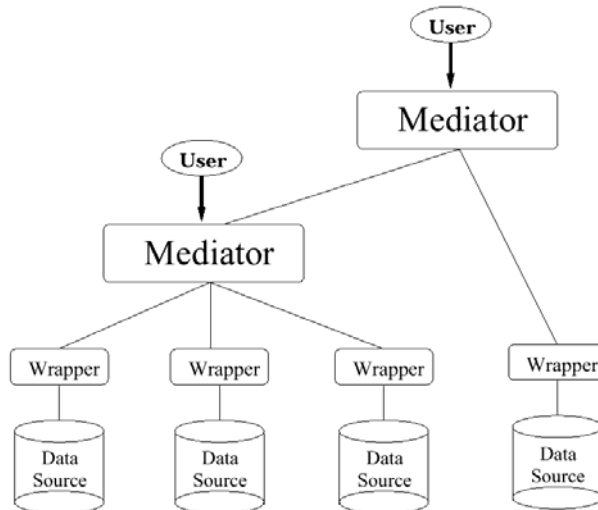 User
Mediator
User
Mediator
Wrapper
Wrapper
Wrapper
Wrapper
Data
Source
Data
Source
Data
Source
Data
Source